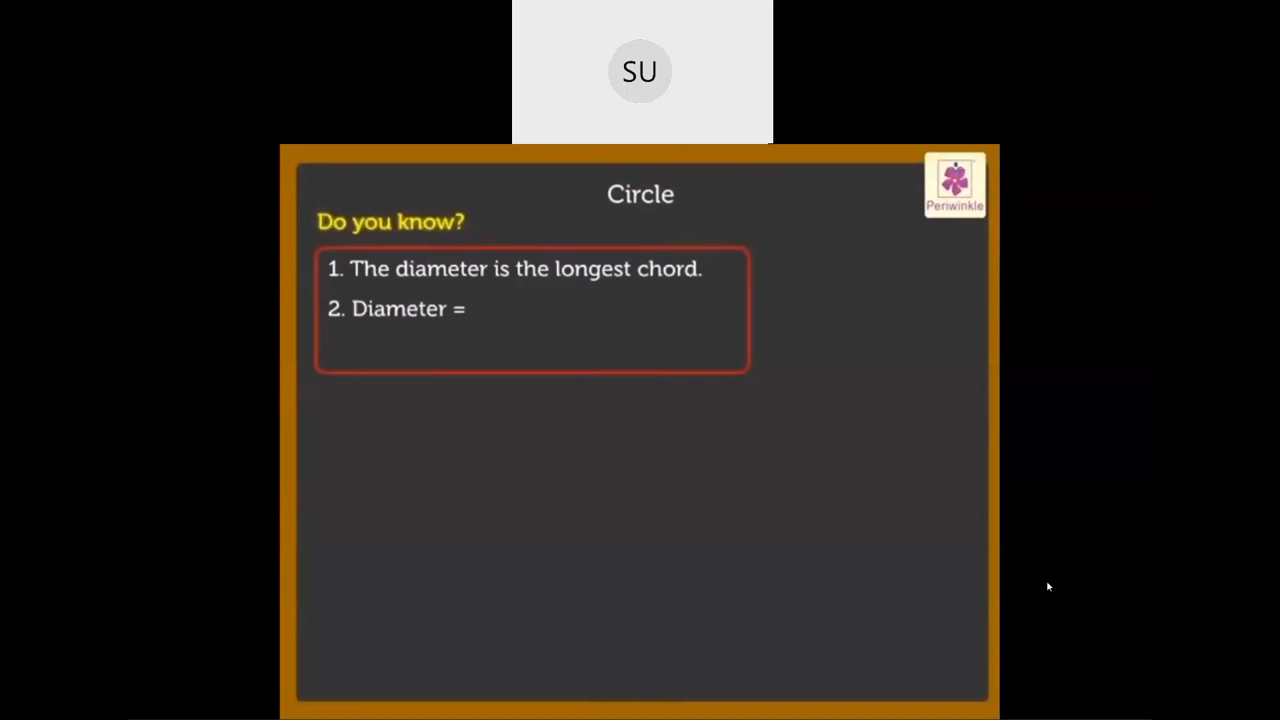 SU
Circle
Periwinkle
Do you know?
1. The diameter is the longest chord.
2. Diameter =